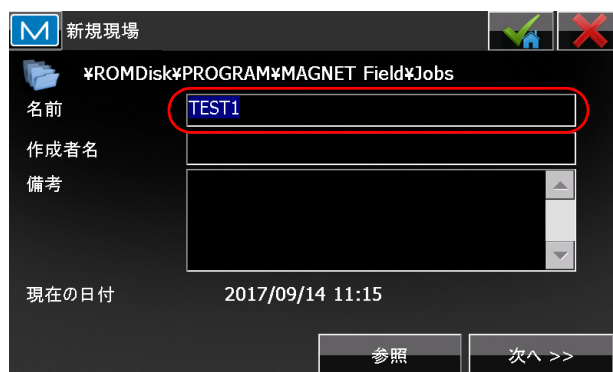 新規現場
¥ROMDisk¥PROGRAM¥MAGNET Field¥Jobs
名前 TEST1
作成者名
備考
現在の日付 2017/09/14 11:15
参照 次へ >>